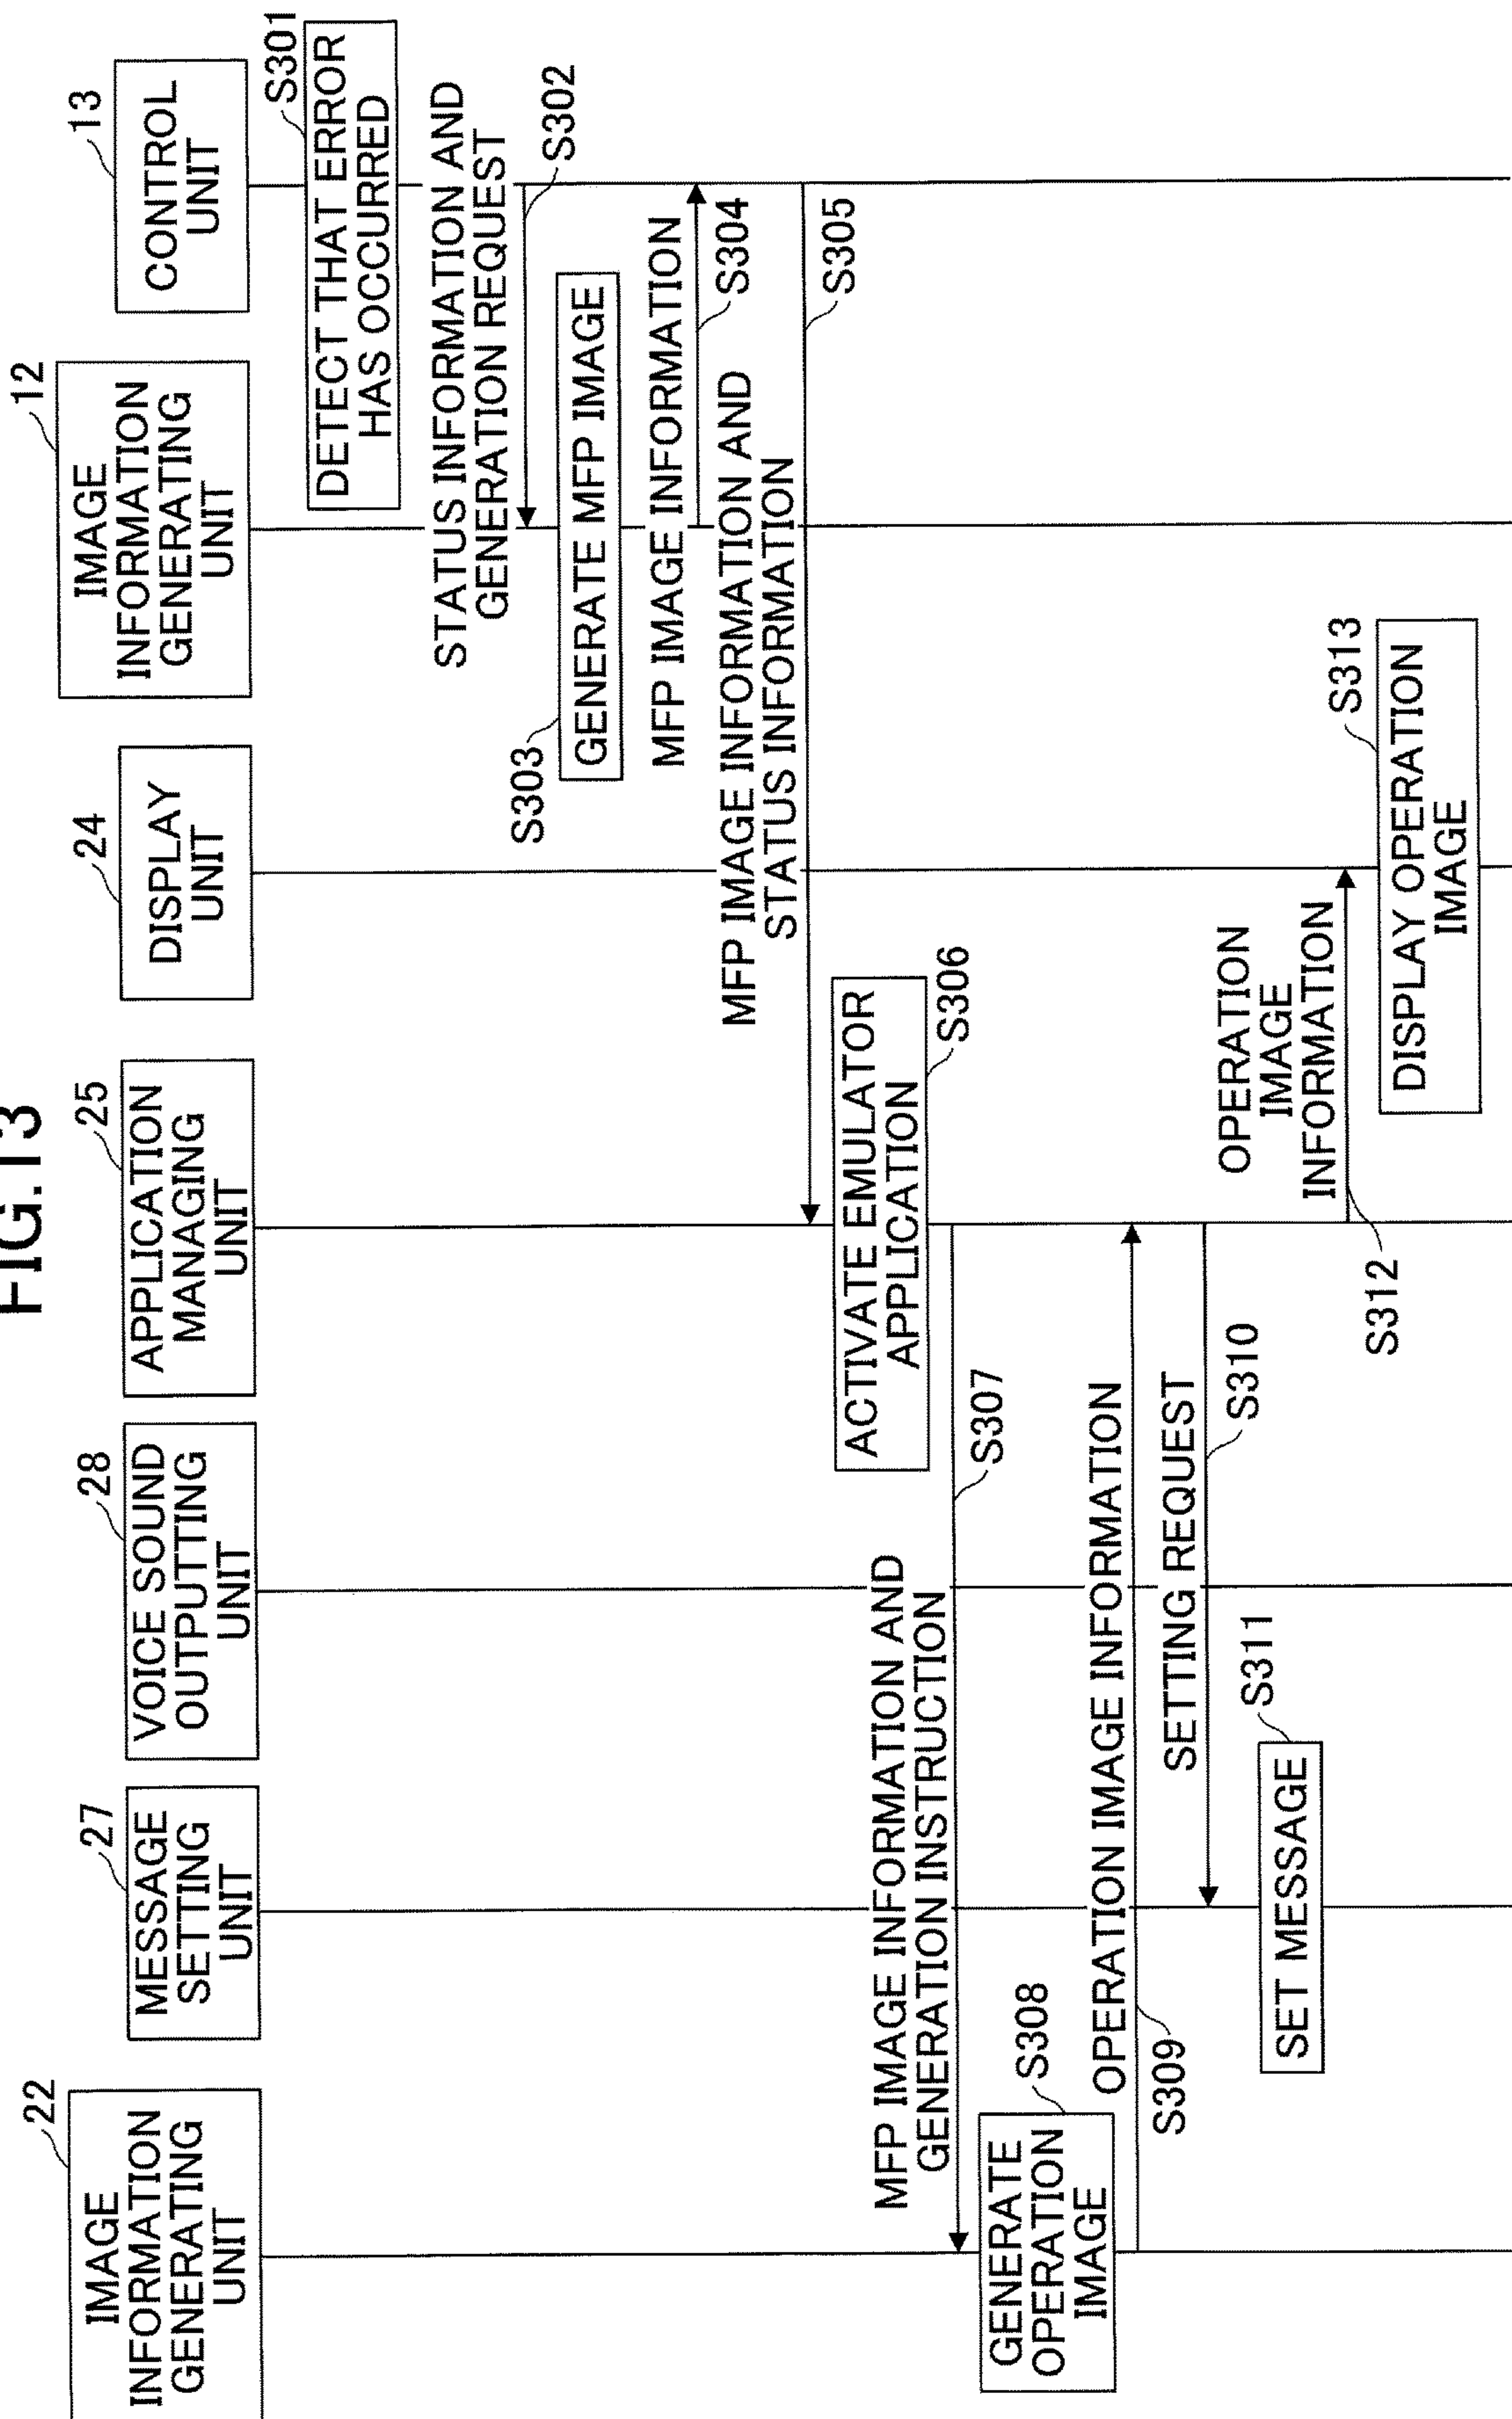 FIG.13
22
IMAGE
INFORMATION
GENERATING
UNIT
27
MESSAGE
SETTING
UNIT
28
VOICE SOUND
OUTPUTTING
UNIT
25
APPLICATION
MANAGING
UNIT
24
DISPLAY
UNIT
12
IMAGE
INFORMATION
GENERATING
UNIT
13
CONTROL
UNIT
S301
DETECT THAT ERROR
HAS OCCURRED
STATUS INFORMATION AND
GENERATION REQUEST
S302
S303
GENERATE MFP IMAGE
MFP IMAGE INFORMATION
S304
MFP IMAGE INFORMATION AND
STATUS INFORMATION
S305
ACTIVATE EMULATOR
APPLICATION
S306
MFP IMAGE INFORMATION AND
GENERATION INSTRUCTION
S307
S308
GENERATE
OPERATION
IMAGE
OPERATION IMAGE INFORMATION
S309
SETTING REQUEST
S310
S311
SET MESSAGE
OPERATION
IMAGE
INFORMATION
S312
S313
DISPLAY OPERATION
IMAGE